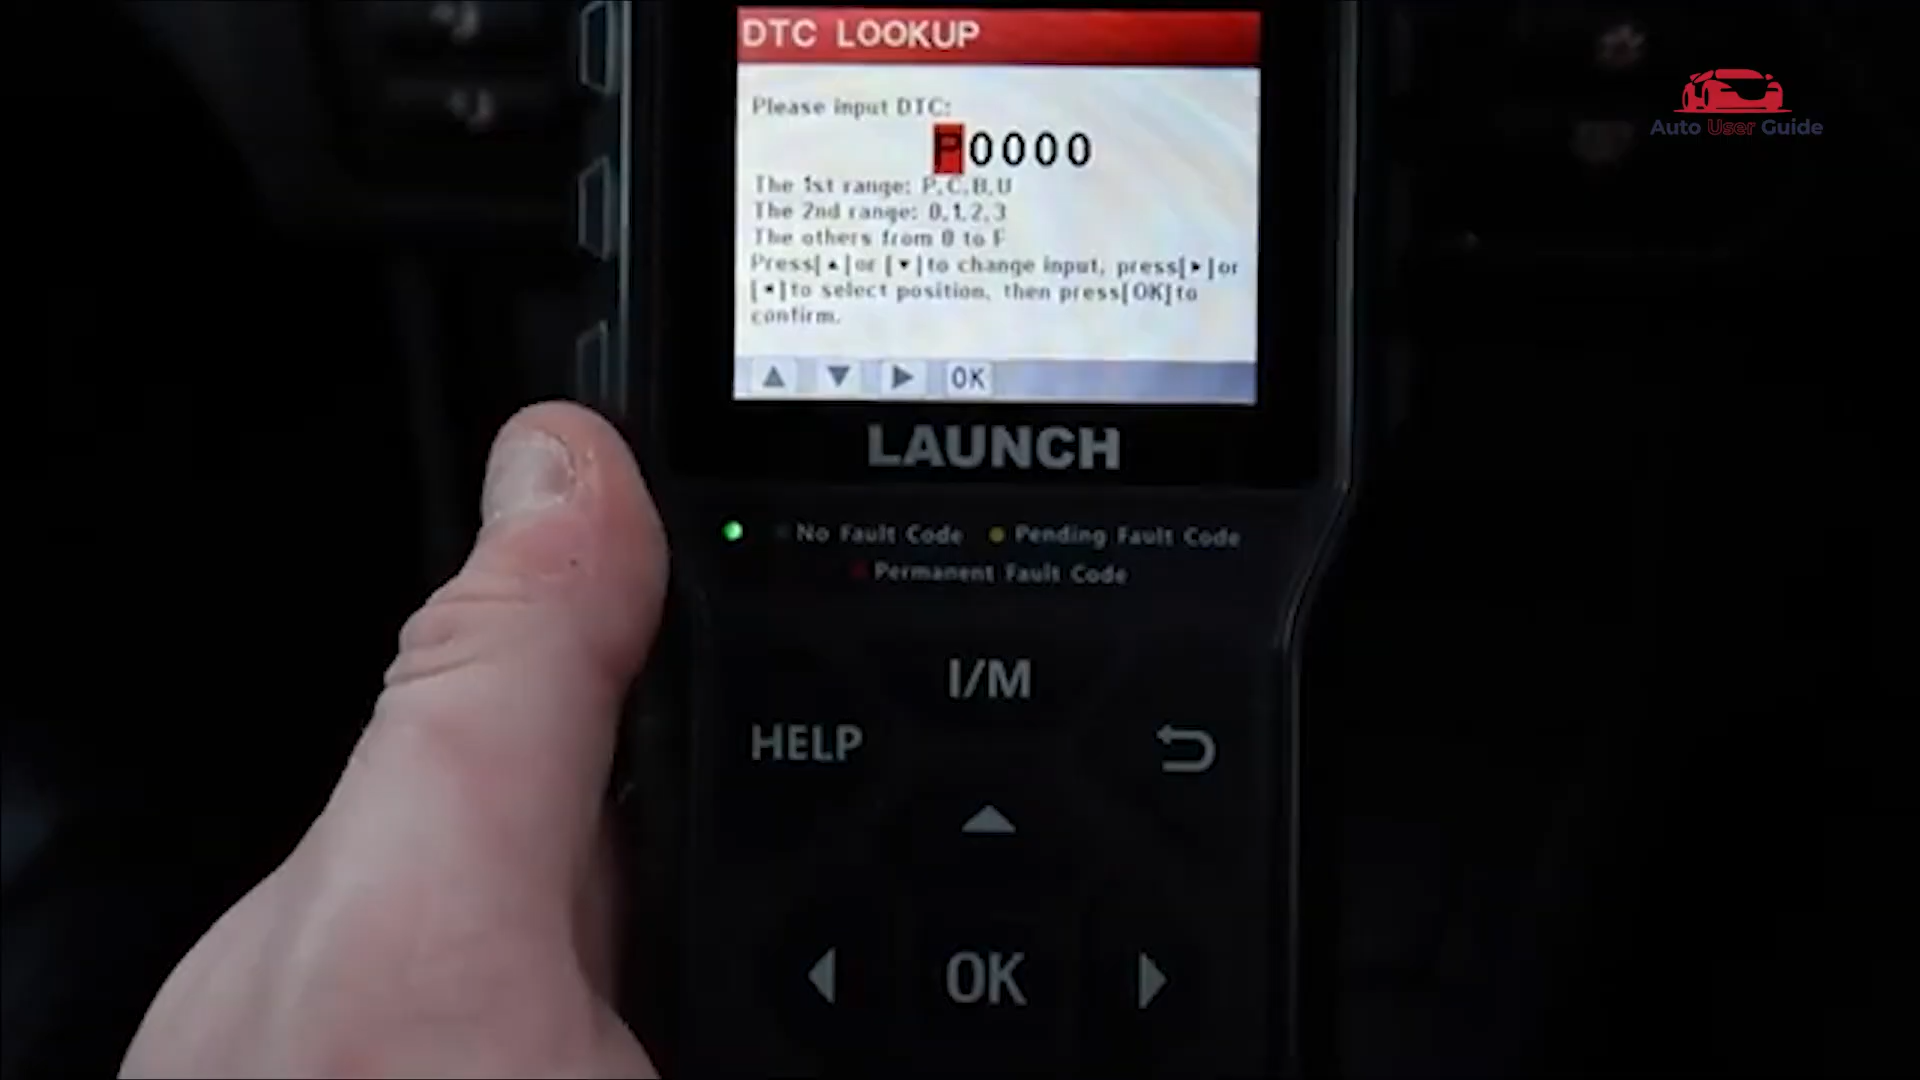 DTC LOOKUP
Auto User Guide
Please input DTC:
P0000
The 1st range: P,C,B,U
The 2nd range: 0,1,2,3
The others from 0 to F
Press[▲]or [▼]to change input, press[►]or
[◄]to select position, then press[OK]to
confirm.
▲ ▼ ► OK
LAUNCH
No Fault Code Pending Fault Code
Permanent Fault Code
I/M
HELP
OK